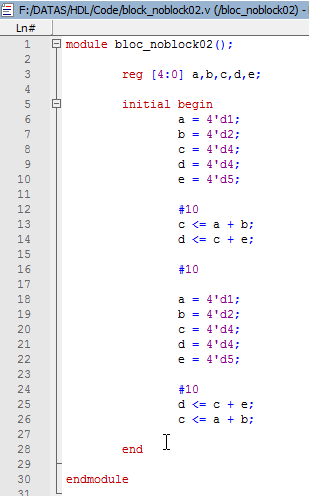 F:/DATAS/HDL/Code/block_noblock02.v (/bloc_noblock02) -
Ln#
1 module bloc_noblock02();
2
3 reg [4:0] a,b,c,d,e;
4
5 initial begin
6 a = 4'd1;
7 b = 4'd2;
8 c = 4'd4;
9 d = 4'd4;
10 e = 4'd5;
11
12 #10
13 c <= a + b;
14 d <= c + e;
15
16 #10
17
18 a = 4'd1;
19 b = 4'd2;
20 c = 4'd4;
21 d = 4'd4;
22 e = 4'd5;
23
24 #10
25 d <= c + e;
26 c <= a + b;
27
28 end
29
30 endmodule
31